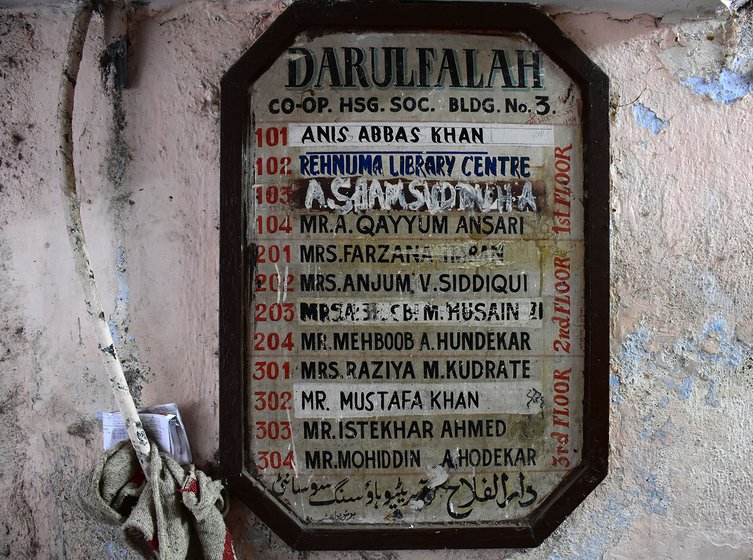 DARULFALAH
CO-OP. HSG. SOC. BLDG. No. 3.
101 ANIS ABBAS KHAN
102 REHNUMA LIBRARY CENTRE
103
104 MR. A. QAYYUM ANSARI
1st FLOOR
201 MRS. FARZANA IMRAN
202 MRS. ANJUM. V. SIDDIQUI
203 M. HUSAIN
204 MR. MEHBOOB A. HUNDEKAR
2nd FLOOR
301 MRS. RAZIYA M. KUDRATE
302 MR. MUSTAFA KHAN
303 MR. ISTEKHAR AHMED
304 MR. MOHIDDIN A. HODEKAR
3rd FLOOR
دارالفلاح ہاؤسنگ سوسائٹی